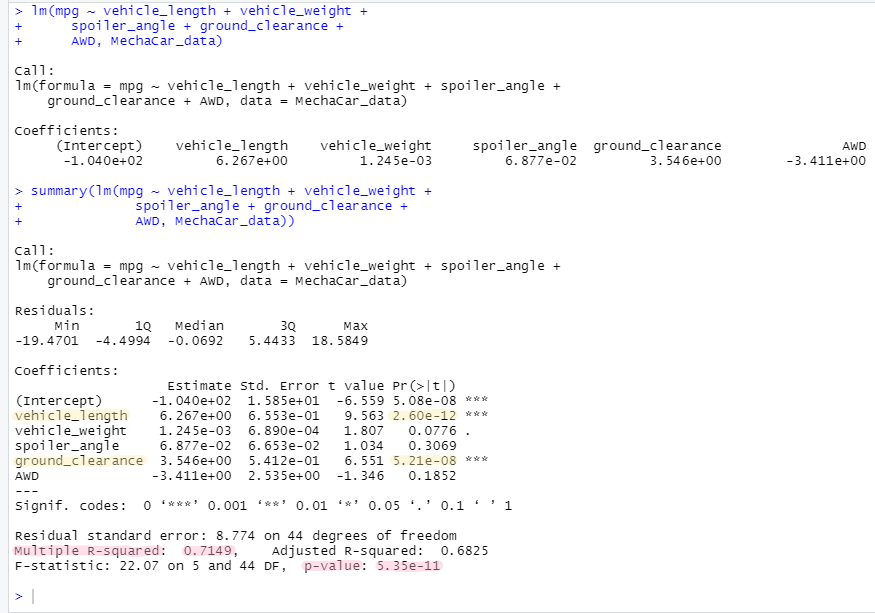 > lm(mpg ~ vehicle_length + vehicle_weight +
+      spoiler_angle + ground_clearance +
+      AWD, MechaCar_data)
Call:
lm(formula = mpg ~ vehicle_length + vehicle_weight + spoiler_angle +
    ground_clearance + AWD, data = MechaCar_data)
Coefficients:
     (Intercept)    vehicle_length    vehicle_weight     spoiler_angle  ground_clearance               AWD
      -1.040e+02         6.267e+00         1.245e-03         6.877e-02         3.546e+00        -3.411e+00
> summary(lm(mpg ~ vehicle_length + vehicle_weight +
+              spoiler_angle + ground_clearance +
+              AWD, MechaCar_data))
Call:
lm(formula = mpg ~ vehicle_length + vehicle_weight + spoiler_angle +
    ground_clearance + AWD, data = MechaCar_data)
Residuals:
     Min       1Q   Median       3Q      Max
-19.4701  -4.4994  -0.0692   5.4433  18.5849
Coefficients:
                   Estimate Std. Error t value Pr(>|t|)
(Intercept)      -1.040e+02  1.585e+01  -6.559 5.08e-08 ***
vehicle_length    6.267e+00  6.553e-01   9.563 2.60e-12 ***
vehicle_weight    1.245e-03  6.890e-04   1.807   0.0776 .
spoiler_angle     6.877e-02  6.653e-02   1.034   0.3069
ground_clearance  3.546e+00  5.412e-01   6.551 5.21e-08 ***
AWD              -3.411e+00  2.535e+00  -1.346   0.1852
---
Signif. codes:  0 ‘***’ 0.001 ‘**’ 0.01 ‘*’ 0.05 ‘.’ 0.1 ‘ ’ 1
Residual standard error: 8.774 on 44 degrees of freedom
Multiple R-squared:  0.7149,    Adjusted R-squared:  0.6825
F-statistic: 22.07 on 5 and 44 DF,  p-value: 5.35e-11
>